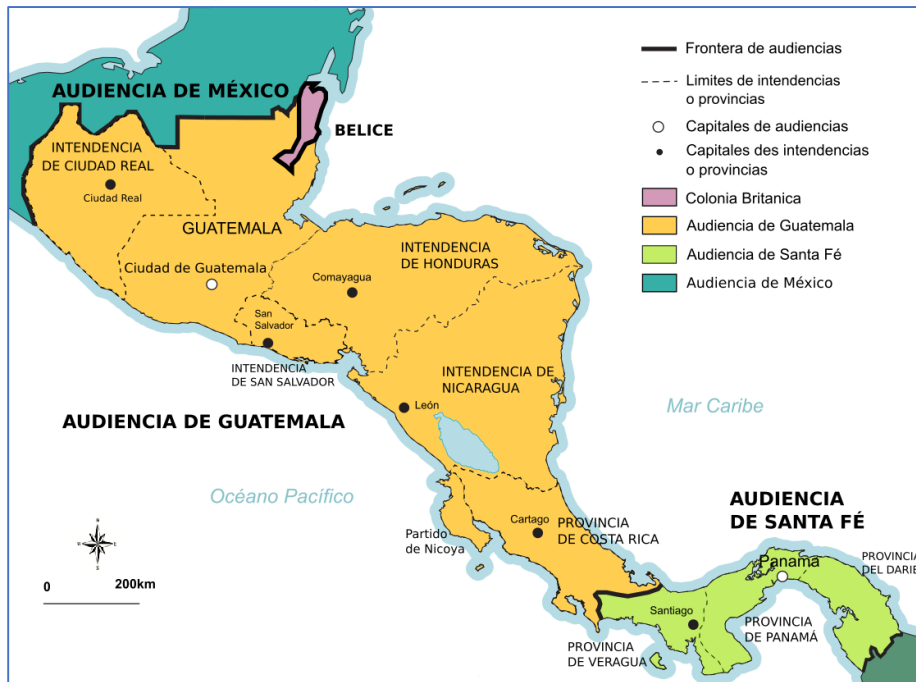 Frontera de audiencias
Limites de intendencias
o provincias
Capitales de audiencias
Capitales des intendencias
o provincias
Colonia Britanica
Audiencia de Guatemala
Audiencia de Santa Fé
Audiencia de México
AUDIENCIA DE MÉXICO
BELICE
INTENDENCIA
DE CIUDAD REAL
Ciudad Real
GUATEMALA
Ciudad de Guatemala
INTENDENCIA
DE HONDURAS
Comayagua
San
Salvador
INTENDENCIA
DE SAN SALVADOR
INTENDENCIA DE
NICARAGUA
León
AUDIENCIA DE GUATEMALA
Mar Caribe
Océano Pacífico
Partido
de Nicoya
Cartago
PROVINCIA
DE COSTA RICA
AUDIENCIA
DE SANTA FÉ
Panama
PROVINCIA
DEL DARIE
Santiago
PROVINCIA
DE PANAMÁ
PROVINCIA
DE VERAGUA
N
W
E
S
0 200km